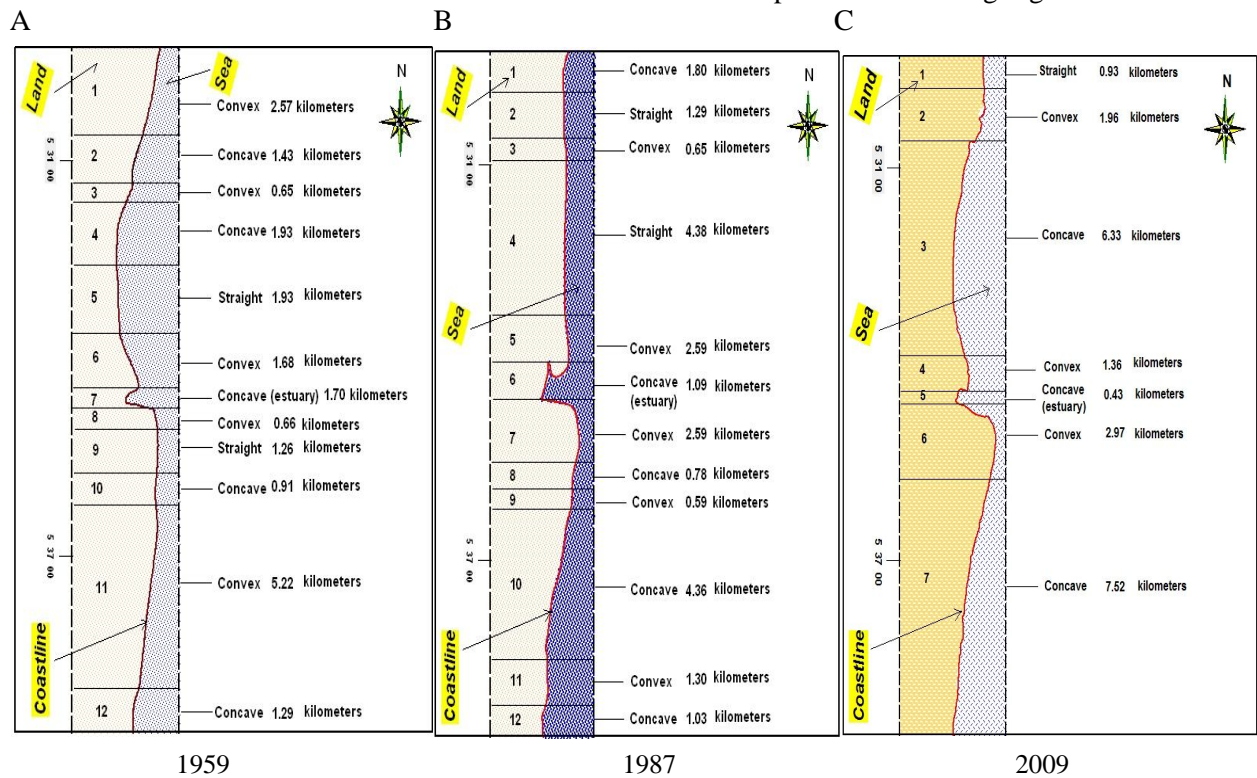 A
B
C
Land
Sea
N
1
Convex 2.57 kilometers
2
Concave 1.43 kilometers
5 31 00
3
Convex 0.65 kilometers
4
Concave 1.93 kilometers
5
Straight 1.93 kilometers
6
Convex 1.68 kilometers
7
Concave (estuary) 1.70 kilometers
8
Convex 0.66 kilometers
9
Straight 1.26 kilometers
10
Concave 0.91 kilometers
5 37 00
11
Convex 5.22 kilometers
Coastline
12
Concave 1.29 kilometers
1959
Land
N
1
Concave 1.80 kilometers
2
Straight 1.29 kilometers
3
Convex 0.65 kilometers
5 31 00
4
Straight 4.38 kilometers
Sea
5
Convex 2.59 kilometers
6
Concave 1.09 kilometers
(estuary)
7
Convex 2.59 kilometers
8
Concave 0.78 kilometers
9
Convex 0.59 kilometers
5 37 00
10
Concave 4.36 kilometers
Coastline
11
Convex 1.30 kilometers
12
Concave 1.03 kilometers
1987
Land
N
1
Straight 0.93 kilometers
2
Convex 1.96 kilometers
5 31 00
3
Concave 6.33 kilometers
Sea
4
Convex 1.36 kilometers
5
Concave 0.43 kilometers
(estuary)
6
Convex 2.97 kilometers
5 37 00
7
Concave 7.52 kilometers
Coastline
2009